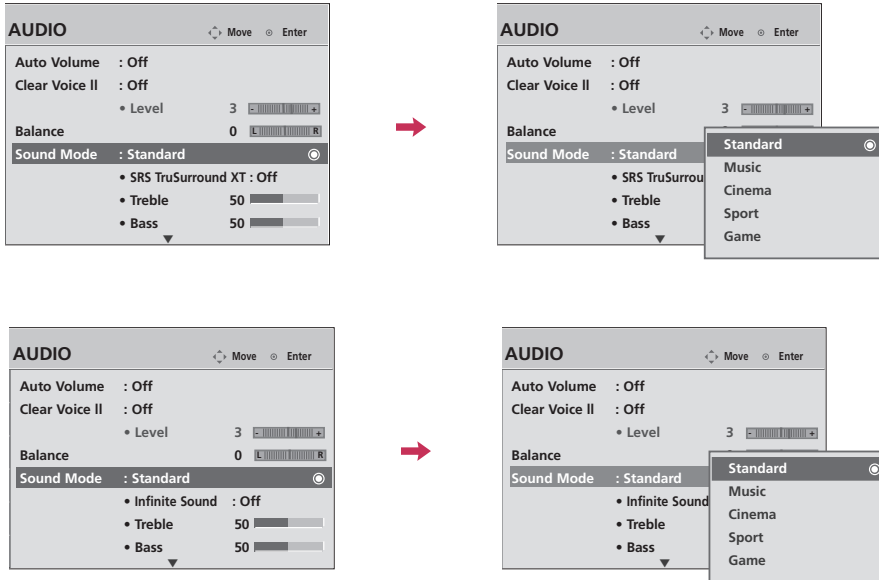 AUDIO Move Enter
Auto Volume : Off
Clear Voice ll : Off
• Level 3 - +
Balance 0 L R
Sound Mode : Standard
• SRS TruSurround XT : Off
• Treble 50
• Bass 50
AUDIO Move Enter
Auto Volume : Off
Clear Voice ll : Off
• Level 3 - +
Balance
Sound Mode : Standard
• SRS TruSurrou
• Treble
• Bass
Standard
Music
Cinema
Sport
Game
AUDIO Move Enter
Auto Volume : Off
Clear Voice ll : Off
• Level 3 - +
Balance 0 L R
Sound Mode : Standard
• Infinite Sound : Off
• Treble 50
• Bass 50
AUDIO Move Enter
Auto Volume : Off
Clear Voice ll : Off
• Level 3 - +
Balance
Sound Mode : Standard
• Infinite Sound
• Treble
• Bass
Standard
Music
Cinema
Sport
Game